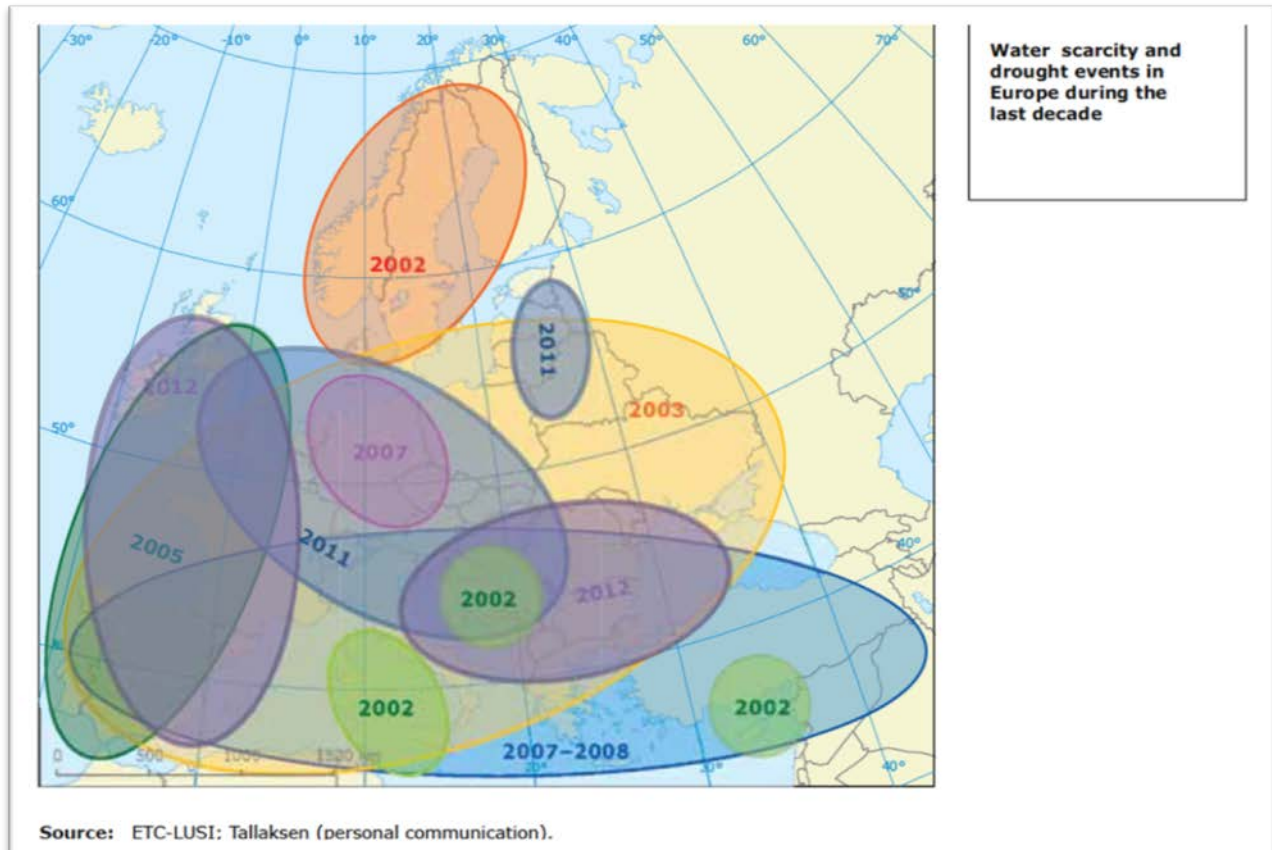 -30° -20° -10° 0° 10° 20° 30° 40° 50° 60° 70°
Water scarcity and
drought events in
Europe during the
last decade
60°
2002
50°
2011
2012
2003
50°
2007
2005
2011
40°
2002
2012
2002
2002
2007–2008
0 500 1000 1500
20° 30° 40°
Source: ETC-LUSI; Tallaksen (personal communication).